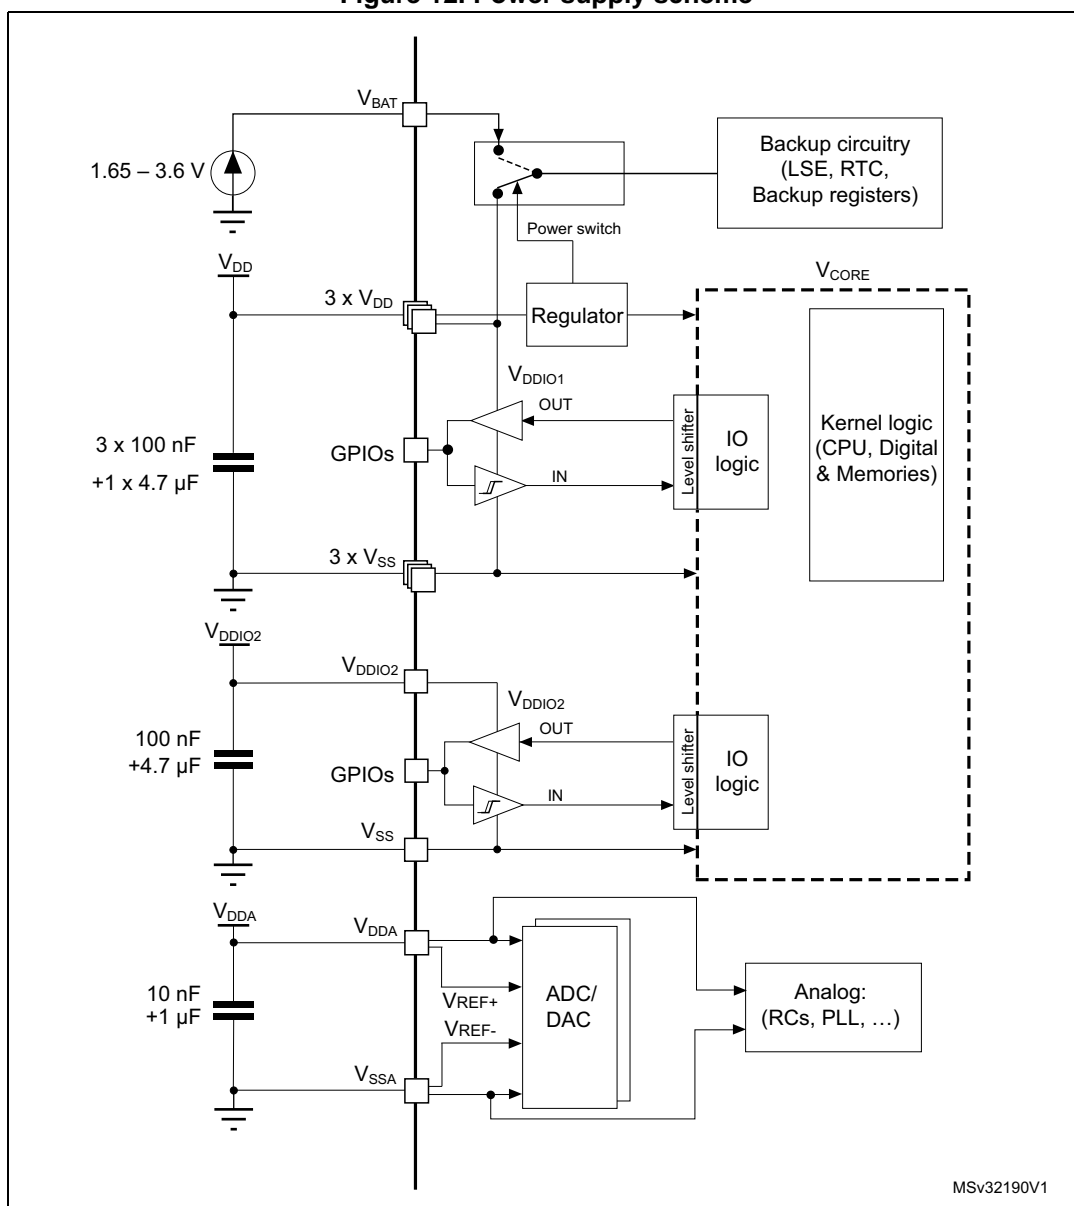 Figure 12. Power supply scheme
VBAT
1.65 – 3.6 V
Backup circuitry
(LSE, RTC,
Backup registers)
Power switch
VDD
VCORE
3 x VDD
Regulator
VDDIO1
OUT
GPIOs
IN
Level shifter
IO
logic
Kernel logic
(CPU, Digital
& Memories)
3 x 100 nF
+1 x 4.7 µF
3 x VSS
VDDIO2
VDDIO2
VDDIO2
OUT
GPIOs
IN
Level shifter
IO
logic
100 nF
+4.7 µF
VSS
VDDA
VDDA
10 nF
+1 µF
VREF+
VREF-
ADC/
DAC
Analog:
(RCs, PLL, …)
VSSA
MSv32190V1